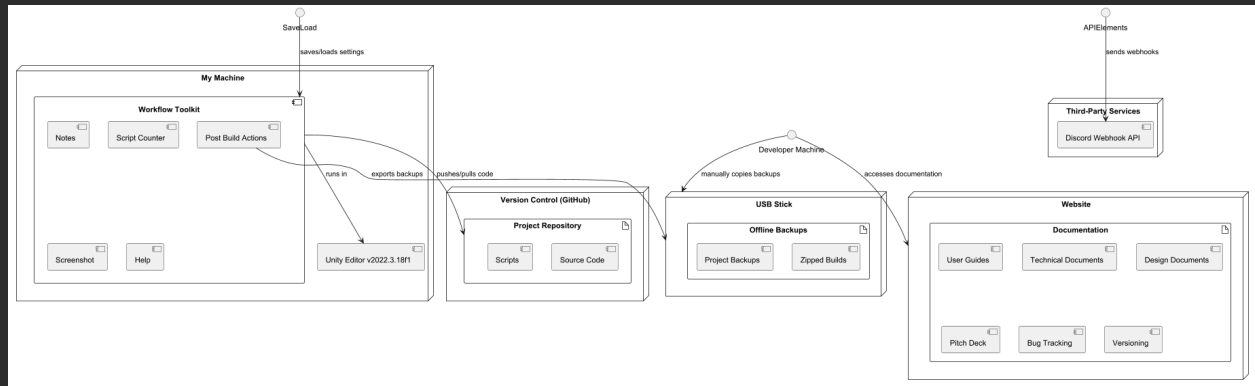 SaveLoad
APIElements
saves/loads settings
sends webhooks
My Machine
Workflow Toolkit
Notes
Script Counter
Post Build Actions
Third-Party Services
Discord Webhook API
Developer Machine
runs in
exports backups
pushes/pulls code
manually copies backups
accesses documentation
Version Control (GitHub)
Project Repository
Scripts
Source Code
USB Stick
Offline Backups
Project Backups
Zipped Builds
Website
Documentation
User Guides
Technical Documents
Design Documents
Screenshot
Help
Unity Editor v2022.3.18f1
Pitch Deck
Bug Tracking
Versioning